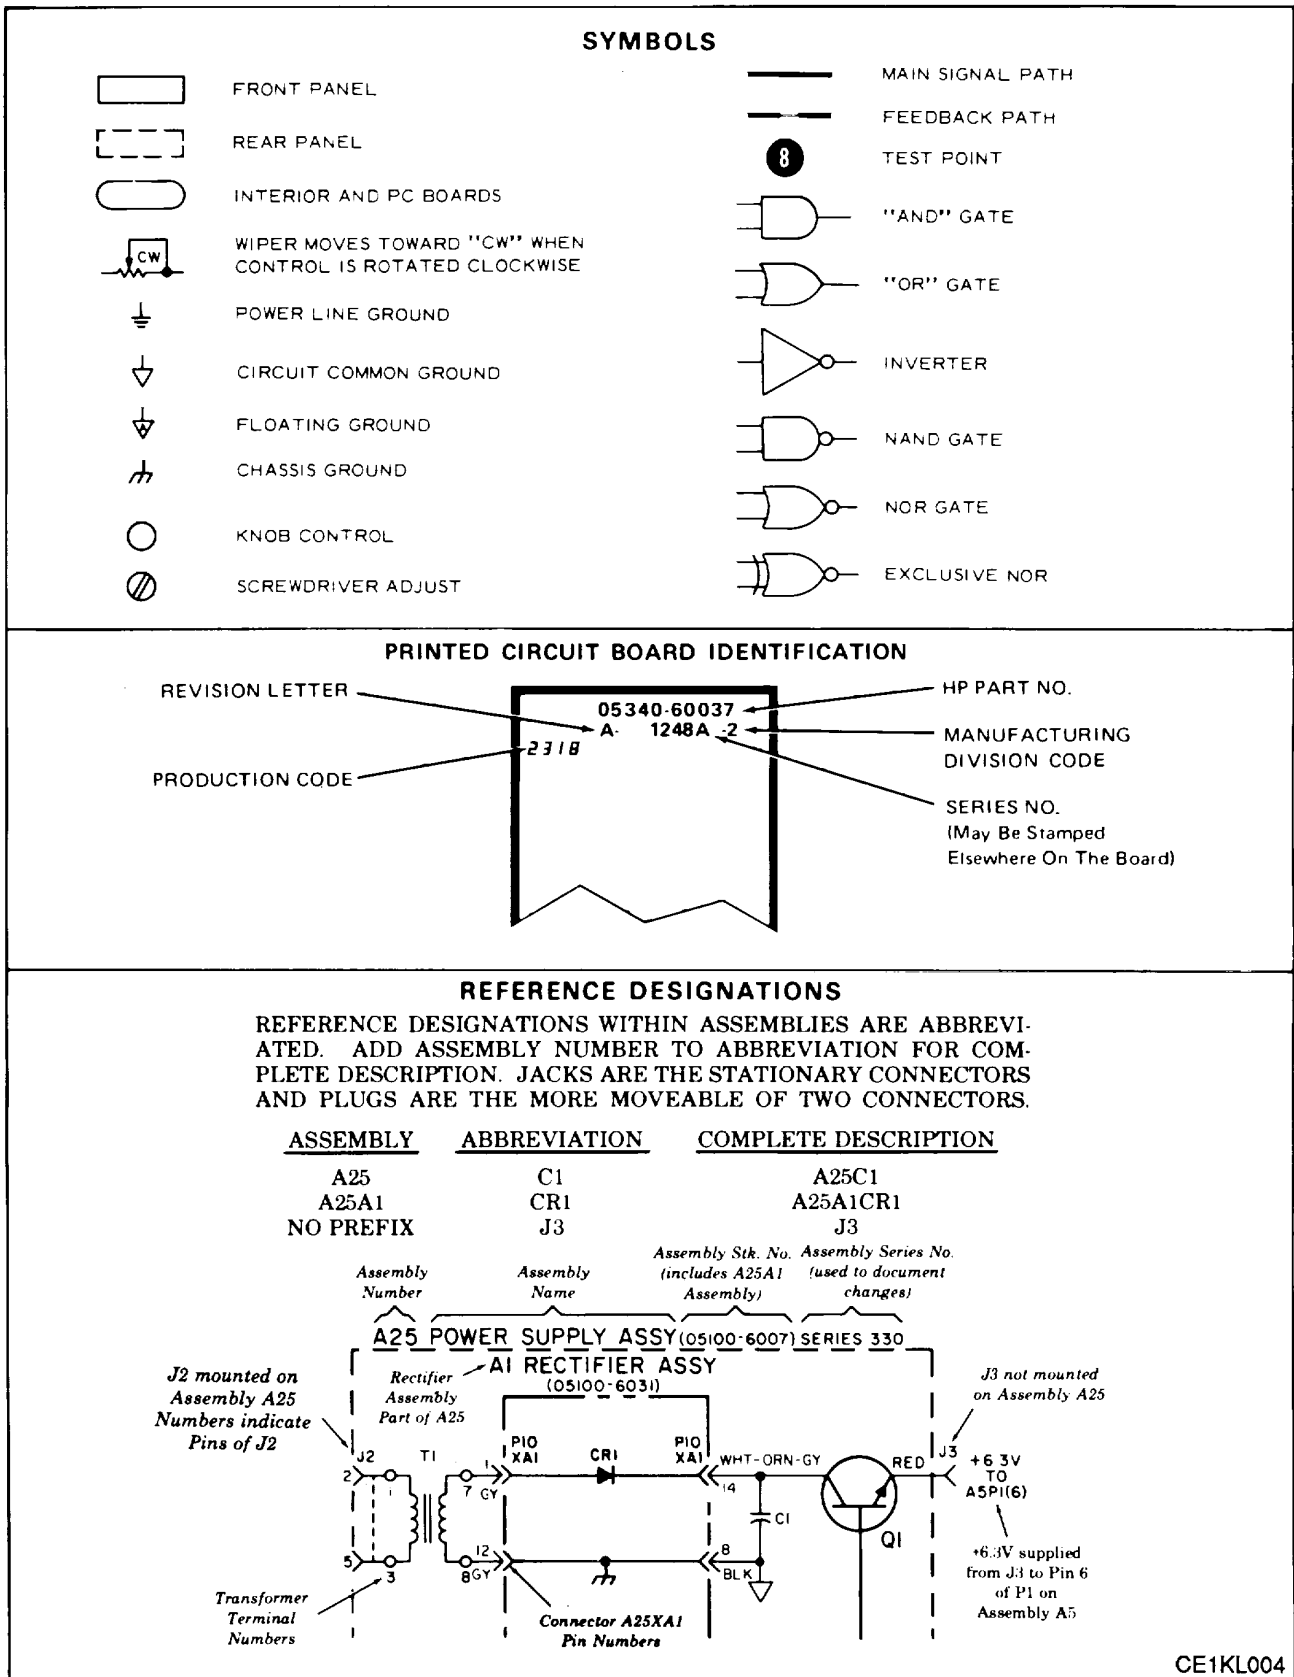 SYMBOLS
FRONT PANEL
REAR PANEL
INTERIOR AND PC BOARDS
CW
WIPER MOVES TOWARD "CW" WHEN
CONTROL IS ROTATED CLOCKWISE
POWER LINE GROUND
CIRCUIT COMMON GROUND
A
FLOATING GROUND
CHASSIS GROUND
KNOB CONTROL
SCREWDRIVER ADJUST
MAIN SIGNAL PATH
FEEDBACK PATH
8
TEST POINT
"AND" GATE
"OR" GATE
INVERTER
NAND GATE
NOR GATE
EXCLUSIVE NOR
PRINTED CIRCUIT BOARD IDENTIFICATION
REVISION LETTER
PRODUCTION CODE
05340-60037
A- 1248A -2
2318
HP PART NO.
MANUFACTURING
DIVISION CODE
SERIES NO.
(May Be Stamped
Elsewhere On The Board)
REFERENCE DESIGNATIONS
REFERENCE DESIGNATIONS WITHIN ASSEMBLIES ARE ABBREVI-
ATED. ADD ASSEMBLY NUMBER TO ABBREVIATION FOR COM-
PLETE DESCRIPTION. JACKS ARE THE STATIONARY CONNECTORS
AND PLUGS ARE THE MORE MOVEABLE OF TWO CONNECTORS.
ASSEMBLY ABBREVIATION COMPLETE DESCRIPTION
A25 C1 A25C1
A25A1 CR1 A25A1CR1
NO PREFIX J3 J3
Assembly
Number
Assembly
Name
Assembly Stk. No.
(includes A25A1
Assembly)
Assembly Series No.
(used to document
changes)
A25 POWER SUPPLY ASSY (05100-6007) SERIES 330
A1 RECTIFIER ASSY
(05100-6031)
J2 mounted on
Assembly A25
Numbers indicate
Pins of J2
Rectifier
Assembly
Part of A25
J3 not mounted
on Assembly A25
J2
T1
P10
XA1
CR1
P10
XA1
WHT-ORN-GY
RED
J3
+6.3V
TO
A5P1(6)
2
1
7
1
GY
14
C1
Q1
5
3
8
12
GY
8
BLK
+6.3V supplied
from J3 to Pin 6
of P1 on
Assembly A5
Transformer
Terminal
Numbers
Connector A25XA1
Pin Numbers
CE1KL004